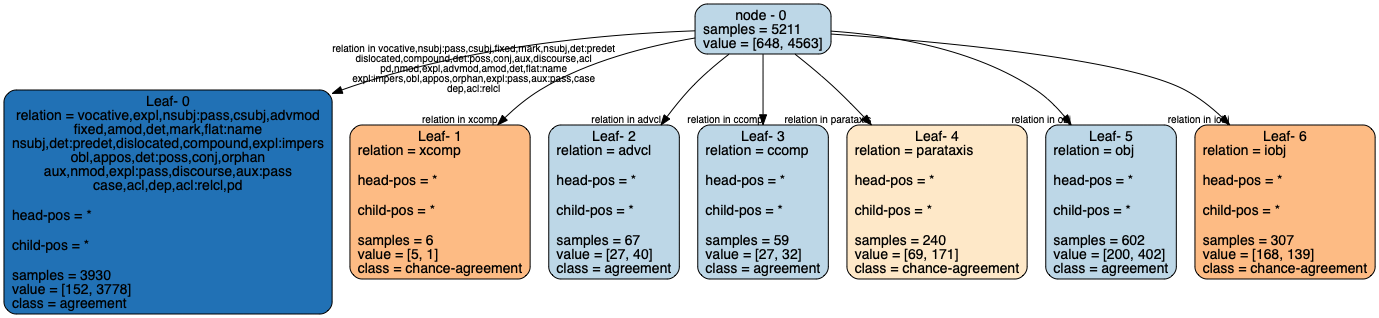 node - 0
samples = 5211
value = [648, 4563]
relation in vocative,nsubj:pass,csubj,fixed,mark,nsubj,det:predet
dislocated,compound,det:poss,conj,aux,discourse,acl
pd,nmod,expl,advmod,amod,det,flat:name
expl:impers,obl,appos,orphan,expl:pass,aux:pass,case
dep,acl:relcl
relation in xcomp
relation in advcl
relation in ccomp
relation in parataxis
relation in obj
relation in iobj
Leaf- 0
relation = vocative,expl,nsubj:pass,csubj,advmod
fixed,amod,det,mark,flat:name
nsubj,det:predet,dislocated,compound,expl:impers
obl,appos,det:poss,conj,orphan
aux,nmod,expl:pass,discourse,aux:pass
case,acl,dep,acl:relcl,pd
head-pos = *
child-pos = *
samples = 3930
value = [152, 3778]
class = agreement
Leaf- 1
relation = xcomp
head-pos = *
child-pos = *
samples = 6
value = [5, 1]
class = chance-agreement
Leaf- 2
relation = advcl
head-pos = *
child-pos = *
samples = 67
value = [27, 40]
class = agreement
Leaf- 3
relation = ccomp
head-pos = *
child-pos = *
samples = 59
value = [27, 32]
class = agreement
Leaf- 4
relation = parataxis
head-pos = *
child-pos = *
samples = 240
value = [69, 171]
class = chance-agreement
Leaf- 5
relation = obj
head-pos = *
child-pos = *
samples = 602
value = [200, 402]
class = agreement
Leaf- 6
relation = iobj
head-pos = *
child-pos = *
samples = 307
value = [168, 139]
class = chance-agreement